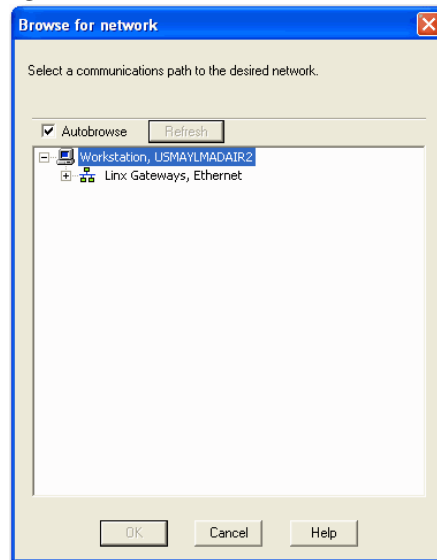 Browse for network
Select a communications path to the desired network.
Autobrowse Refresh
Workstation, USMAYLMADAIR2
Linx Gateways, Ethernet
OK Cancel Help